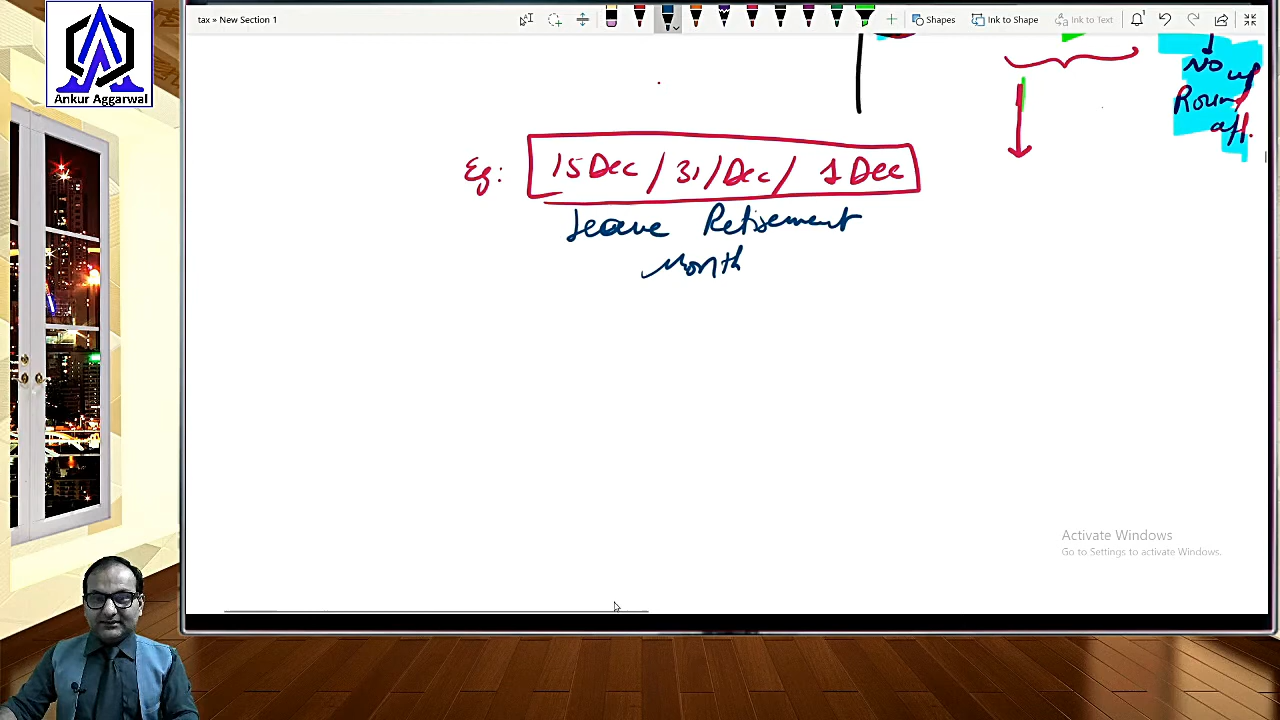 tax » New Section 1
Shapes
Ink to Shape
Ink to Text
Ankur Aggarwal
No
Round
off.
Eg: 15 Dec / 31/Dec / 1 Dec
Leave Retirement
Month
Activate Windows
Go to Settings to activate Windows.